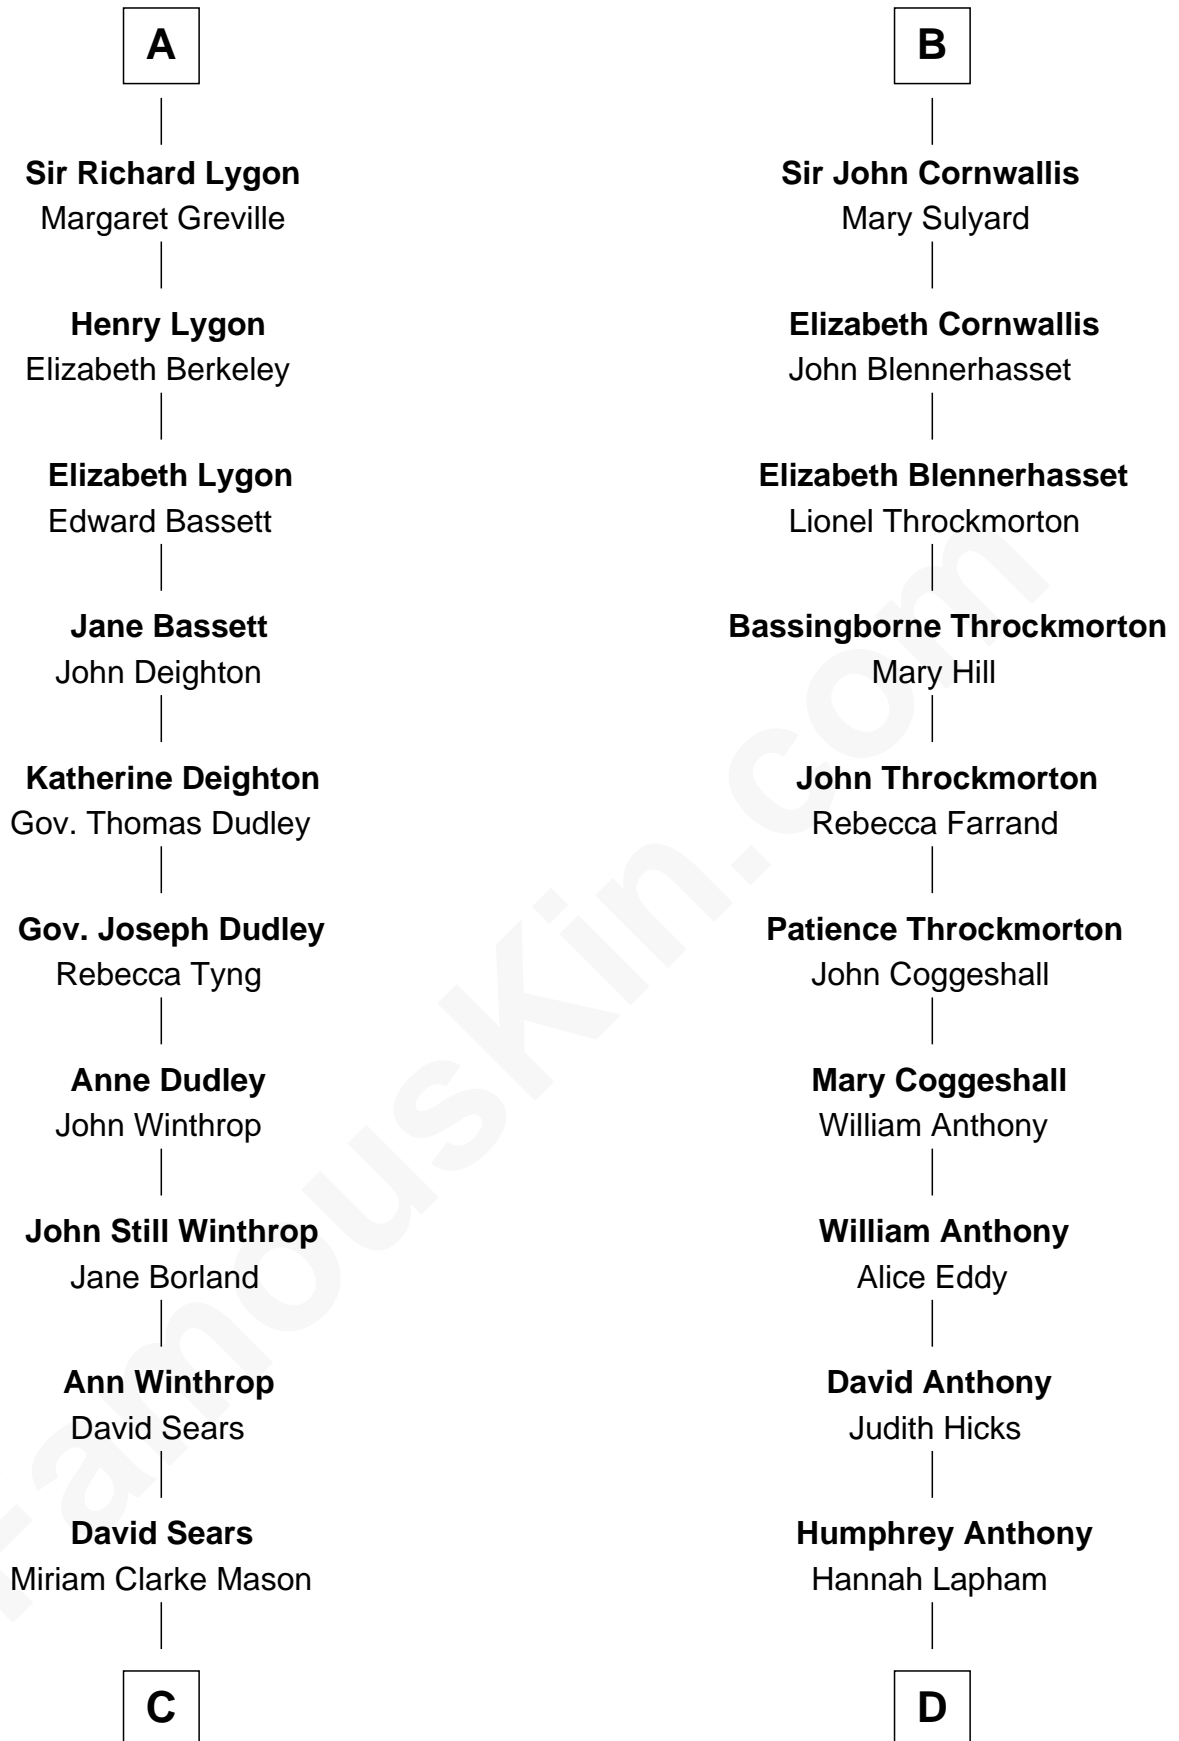 A
Sir Richard Lygon
Margaret Greville
Henry Lygon
Elizabeth Berkeley
Elizabeth Lygon
Edward Bassett
Jane Bassett
John Deighton
Katherine Deighton
Gov. Thomas Dudley
Gov. Joseph Dudley
Rebecca Tyng
Anne Dudley
John Winthrop
John Still Winthrop
Jane Borland
Ann Winthrop
David Sears
David Sears
Miriam Clarke Mason
C
B
Sir John Cornwallis
Mary Sulyard
Elizabeth Cornwallis
John Blennerhasset
Elizabeth Blennerhasset
Lionel Throckmorton
Bassingborne Throckmorton
Mary Hill
John Throckmorton
Rebecca Farrand
Patience Throckmorton
John Coggeshall
Mary Coggeshall
William Anthony
William Anthony
Alice Eddy
David Anthony
Judith Hicks
Humphrey Anthony
Hannah Lapham
D
FamousKin.com